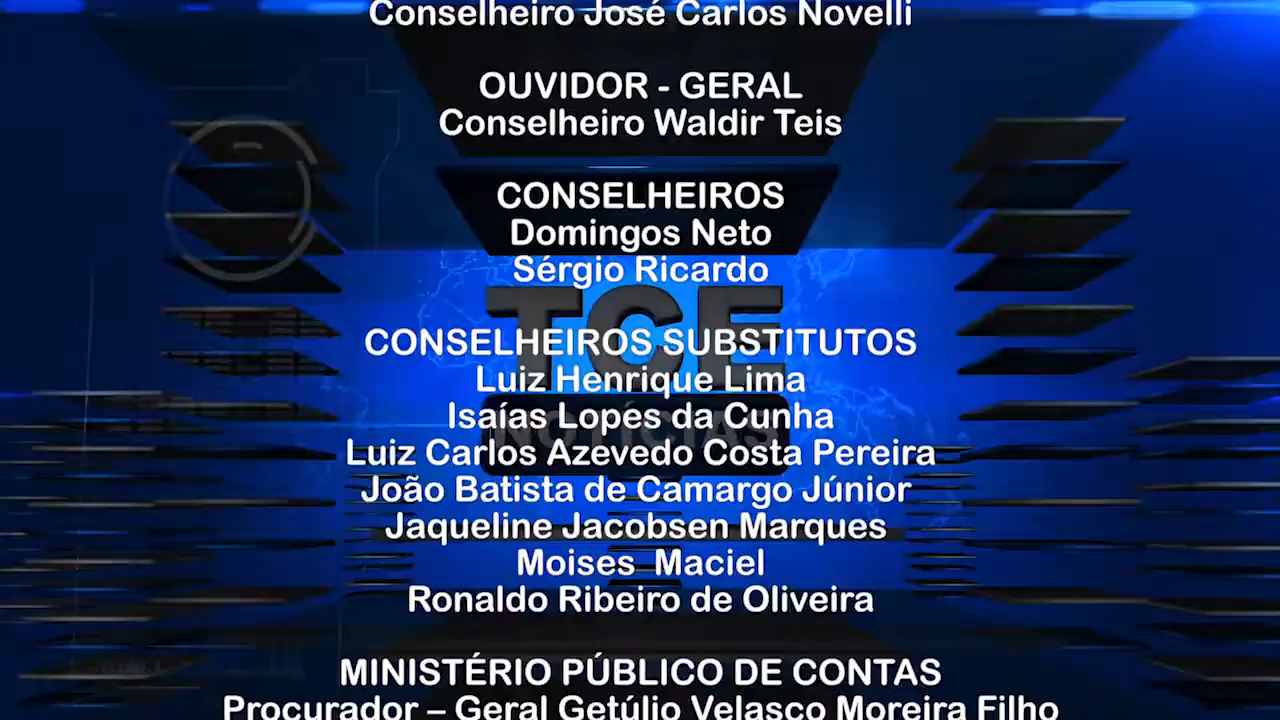 Conselheiro José Carlos Novelli
OUVIDOR - GERAL
Conselheiro Waldir Teis
CONSELHEIROS
Domingos Neto
Sérgio Ricardo
TCE
CONSELHEIROS SUBSTITUTOS
Luiz Henrique Lima
Isaías Lopes da Cunha
NOTÍCIAS
Luiz Carlos Azevedo Costa Pereira
João Batista de Camargo Júnior
Jaqueline Jacobsen Marques
Moises  Maciel
Ronaldo Ribeiro de Oliveira
MINISTÉRIO PÚBLICO DE CONTAS
Procurador – Geral Getúlio Velasco Moreira Filho